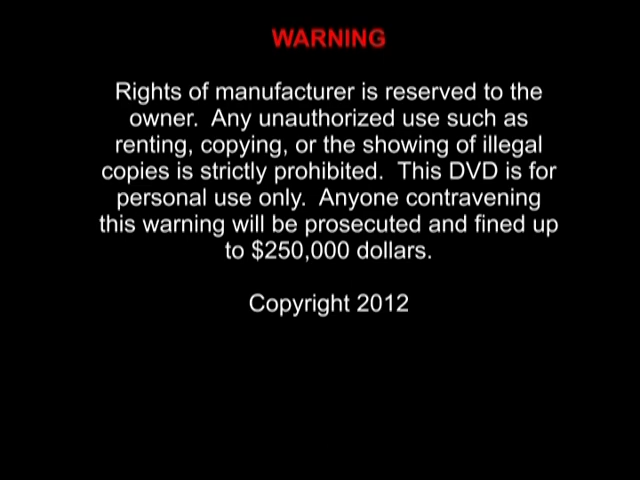 WARNING
Rights of manufacturer is reserved to the
owner.  Any unauthorized use such as
renting, copying, or the showing of illegal
copies is strictly prohibited.  This DVD is for
personal use only.  Anyone contravening
this warning will be prosecuted and fined up
to $250,000 dollars.
Copyright 2012